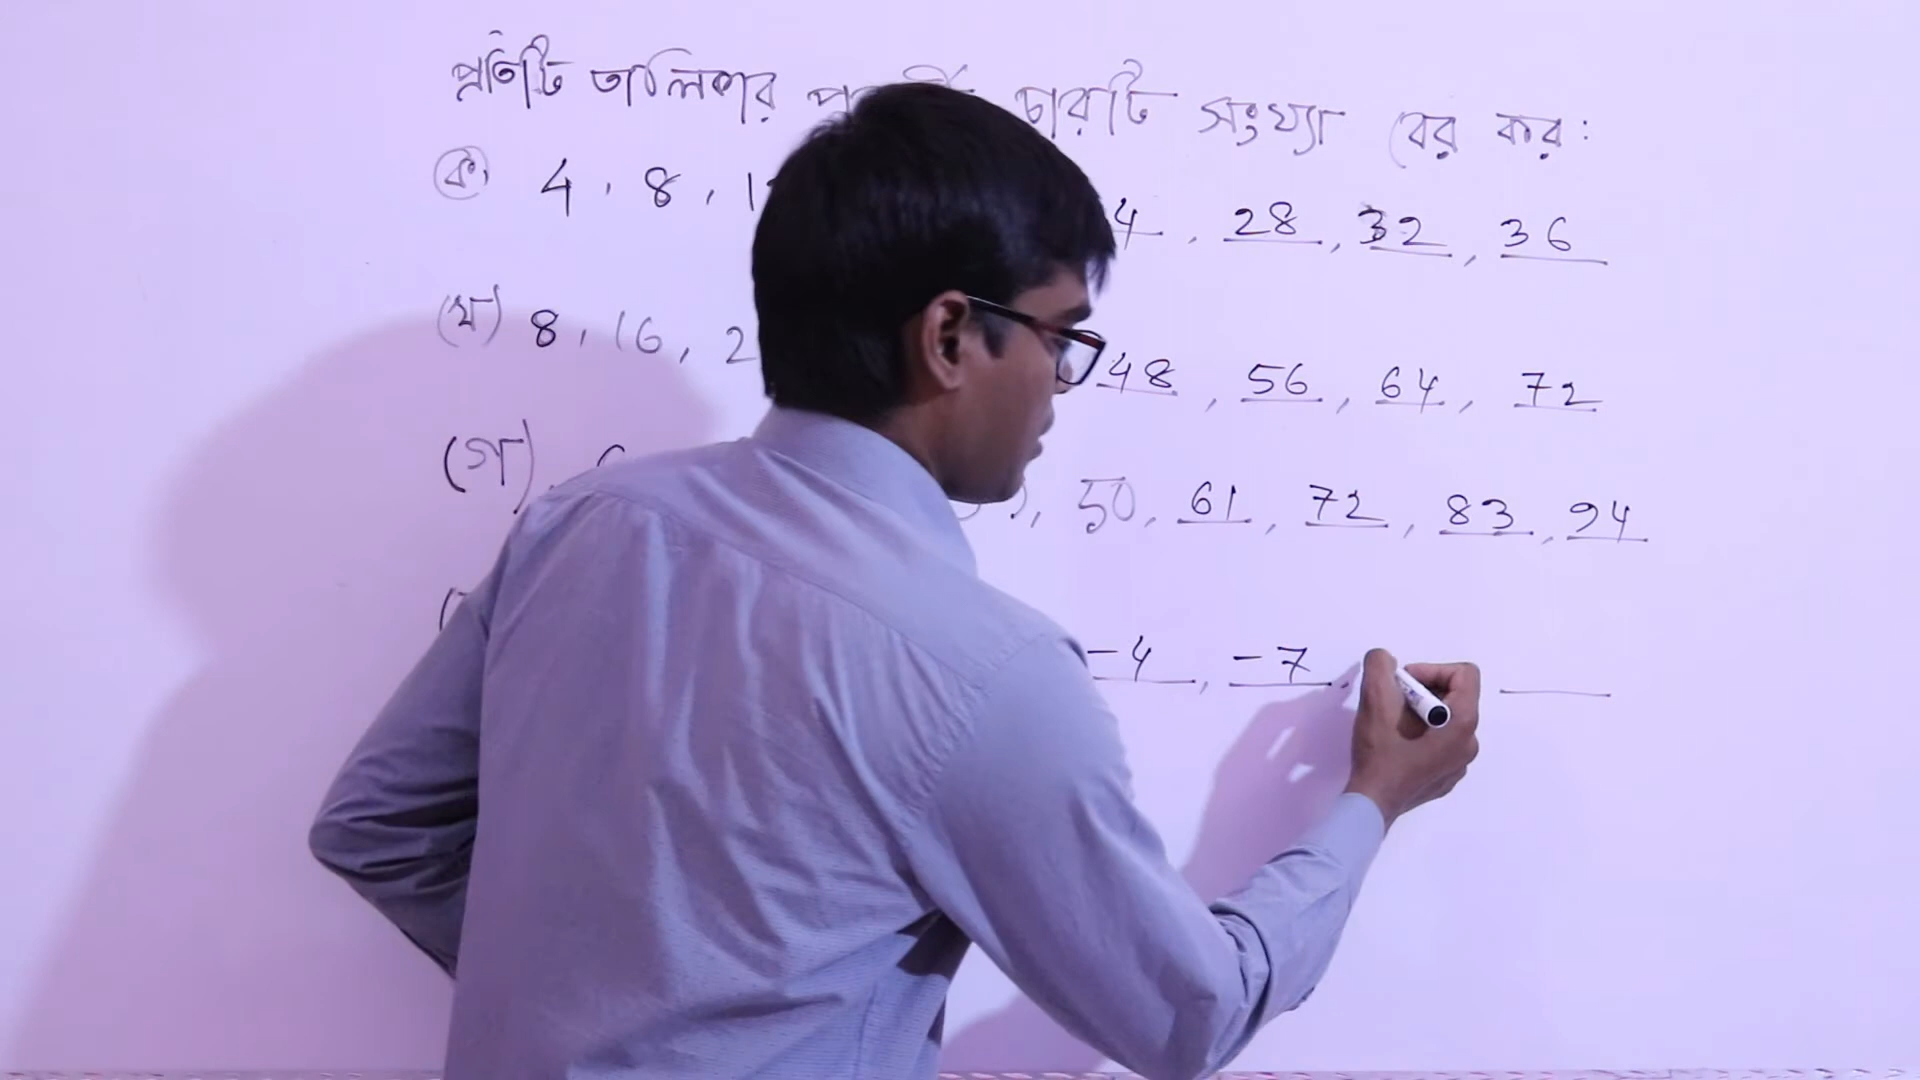 প্রতিটি তালিকার চারটি সংখ্যা বের কর:
(ক) 4, 8, 4, 28, 32, 36
(খ) 8, 16, 2 48, 56, 64, 72
(গ) 50, 61, 72, 83, 94
-4, -7